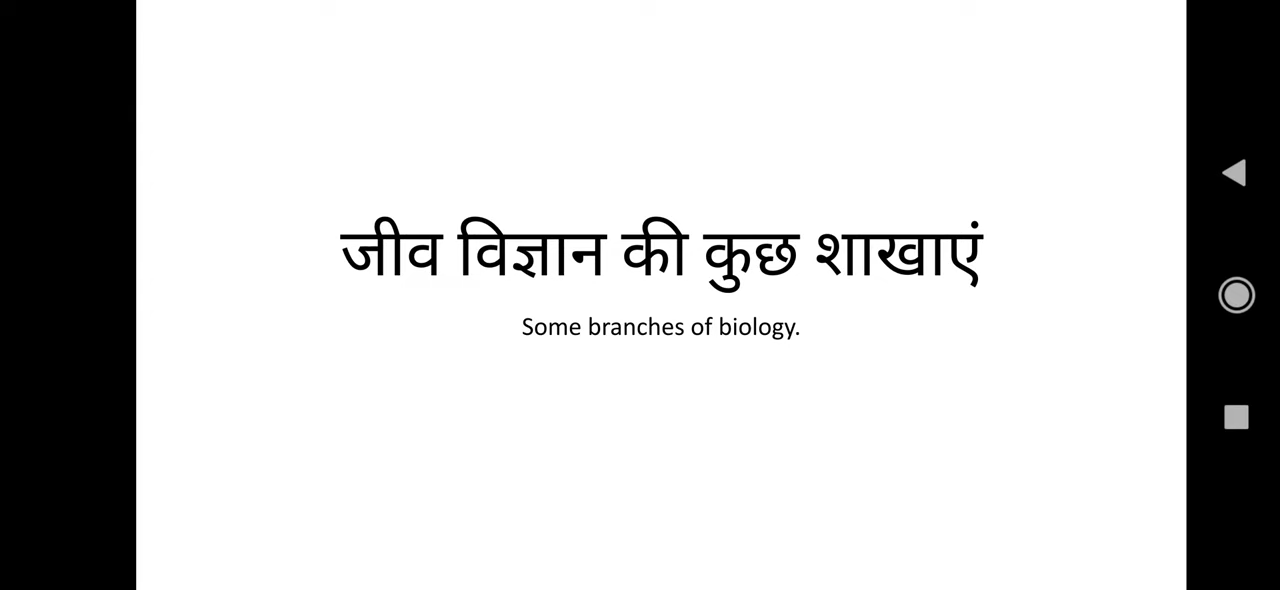 जीव विज्ञान की कुछ शाखाएं
Some branches of biology.